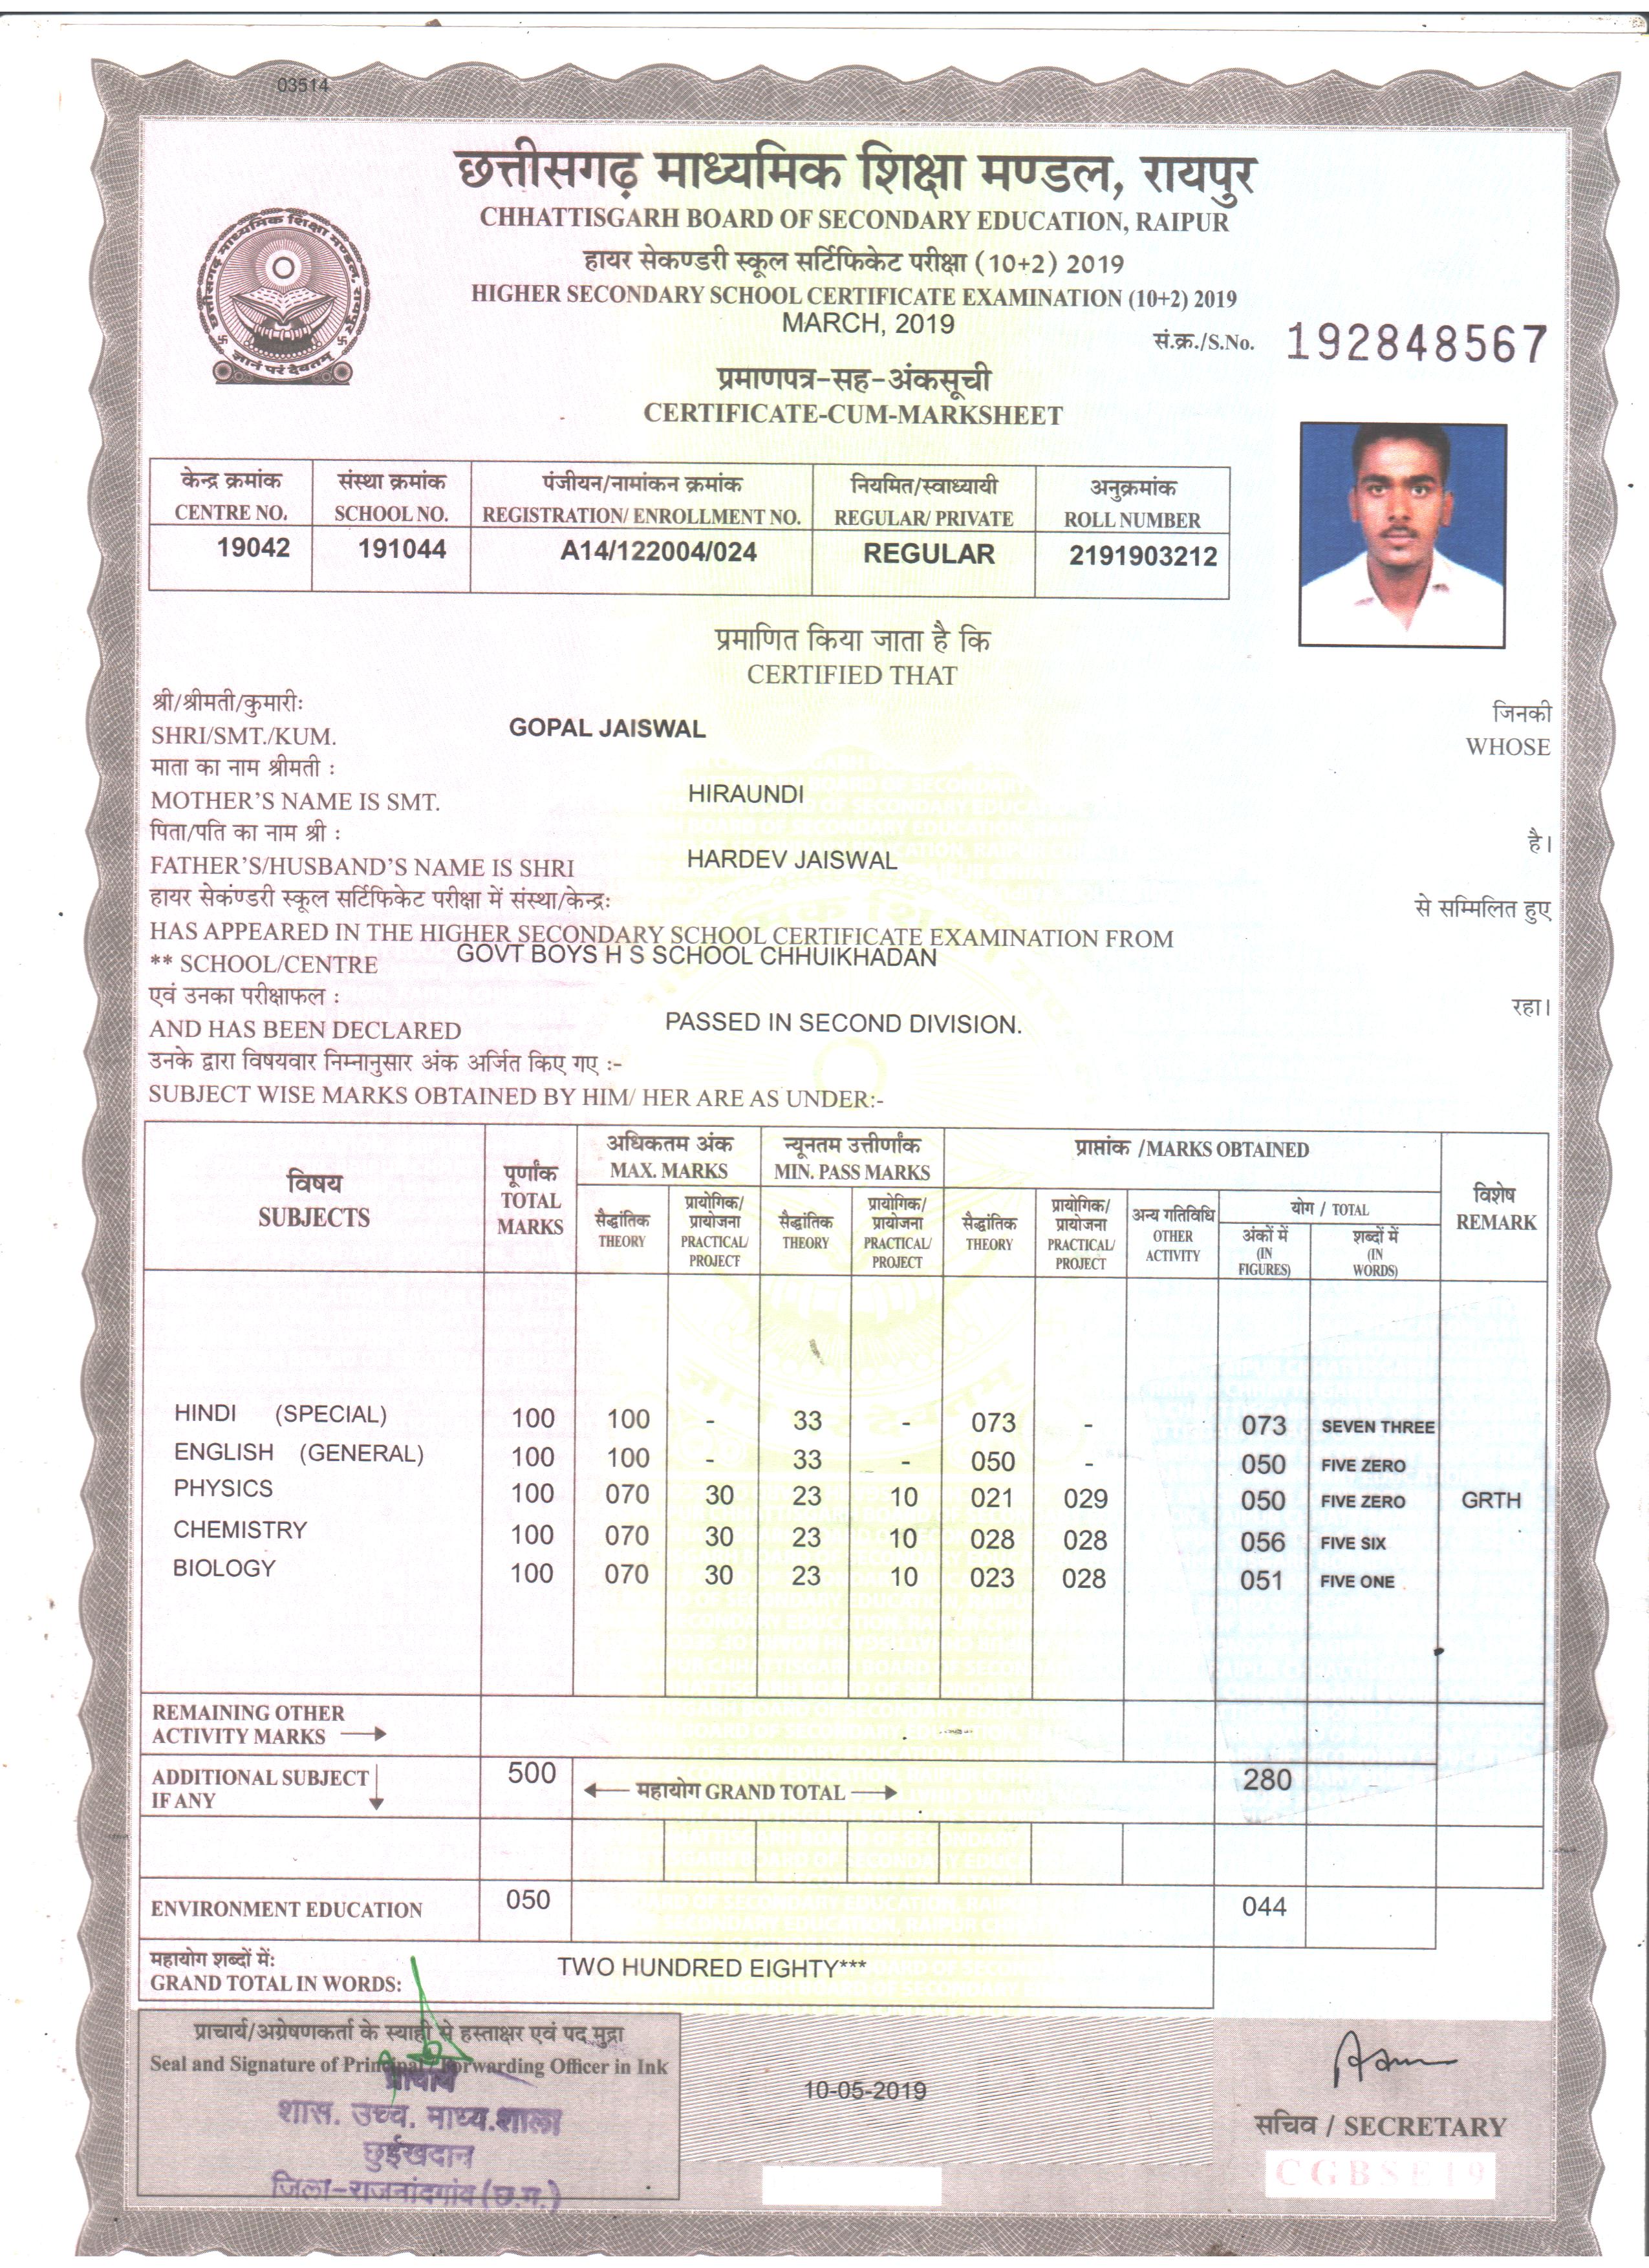 03514
छत्तीसगढ़ माध्यमिक शिक्षा मण्डल, रायपुर
CHHATTISGARH BOARD OF SECONDARY EDUCATION, RAIPUR
हायर सेकण्डरी स्कूल सर्टिफिकेट परीक्षा (10+2) 2019
HIGHER SECONDARY SCHOOL CERTIFICATE EXAMINATION (10+2) 2019
MARCH, 2019
सं.क्र./S.No. 192848567
प्रमाणपत्र-सह-अंकसूची
CERTIFICATE-CUM-MARKSHEET
छत्तीसगढ़ माध्यमिक शिक्षा मण्डल, रायपुर
ज्ञानं परं दैवतम्
केन्द्र क्रमांक संस्था क्रमांक पंजीयन/नामांकन क्रमांक नियमित/स्वाध्यायी अनुक्रमांक
CENTRE NO. SCHOOL NO. REGISTRATION/ ENROLLMENT NO. REGULAR/ PRIVATE ROLL NUMBER
19042 191044 A14/122004/024 REGULAR 2191903212
प्रमाणित किया जाता है कि
CERTIFIED THAT
श्री/श्रीमती/कुमारी: जिनकी
SHRI/SMT./KUM. GOPAL JAISWAL WHOSE
माता का नाम श्रीमती :
MOTHER'S NAME IS SMT. HIRAUNDI
पिता/पति का नाम श्री : है।
FATHER'S/HUSBAND'S NAME IS SHRI HARDEV JAISWAL
हायर सेकंण्डरी स्कूल सर्टिफिकेट परीक्षा में संस्था/केन्द्र: से सम्मिलित हुए
HAS APPEARED IN THE HIGHER SECONDARY SCHOOL CERTIFICATE EXAMINATION FROM
** SCHOOL/CENTRE GOVT BOYS H S SCHOOL CHHUIKHADAN
एवं उनका परीक्षाफल : रहा।
AND HAS BEEN DECLARED PASSED IN SECOND DIVISION.
उनके द्वारा विषयवार निम्नानुसार अंक अर्जित किए गए :-
SUBJECT WISE MARKS OBTAINED BY HIM/ HER ARE AS UNDER:-
विषय
SUBJECTS
पूर्णांक
TOTAL
MARKS
अधिकतम अंक
MAX. MARKS
न्यूनतम उत्तीर्णांक
MIN. PASS MARKS
प्राप्तांक /MARKS OBTAINED
विशेष
REMARK
सैद्धांतिक
THEORY
प्रायोगिक/
प्रायोजना
PRACTICAL/
PROJECT
सैद्धांतिक
THEORY
प्रायोगिक/
प्रायोजना
PRACTICAL/
PROJECT
सैद्धांतिक
THEORY
प्रायोगिक/
प्रायोजना
PRACTICAL/
PROJECT
अन्य गतिविधि
OTHER
ACTIVITY
योग / TOTAL
अंकों में
(IN
FIGURES)
शब्दों में
(IN
WORDS)
HINDI (SPECIAL) 100 100 - 33 - 073 - 073 SEVEN THREE
ENGLISH (GENERAL) 100 100 - 33 - 050 - 050 FIVE ZERO
PHYSICS 100 070 30 23 10 021 029 050 FIVE ZERO GRTH
CHEMISTRY 100 070 30 23 10 028 028 056 FIVE SIX
BIOLOGY 100 070 30 23 10 023 028 051 FIVE ONE
REMAINING OTHER
ACTIVITY MARKS →
ADDITIONAL SUBJECT
IF ANY ↓
500 ← महायोग GRAND TOTAL → 280
ENVIRONMENT EDUCATION 050 044
महायोग शब्दों में:
GRAND TOTAL IN WORDS: TWO HUNDRED EIGHTY***
प्राचार्य/अग्रेषणकर्ता के स्याही से हस्ताक्षर एवं पद मुद्रा
Seal and Signature of Principal / Forwarding Officer in Ink
प्राचार्य
शास. उच्च. माध्य.शाला
छुईखदान
जिला-राजनांदगांव (छ.ग.)
10-05-2019
सचिव / SECRETARY
CGBSE19